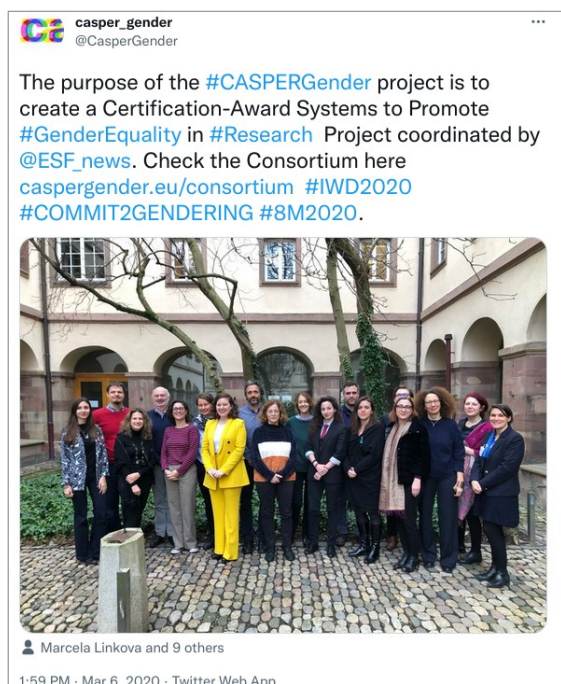 casper_gender
@CasperGender
The purpose of the #CASPERGender project is to
create a Certification-Award Systems to Promote
#GenderEquality in #Research Project coordinated by
@ESF_news. Check the Consortium here
caspergender.eu/consortium #IWD2020
#COMMIT2GENDERING #8M2020.
Marcela Linkova and 9 others
1:59 PM · Mar 6, 2020 · Twitter Web App